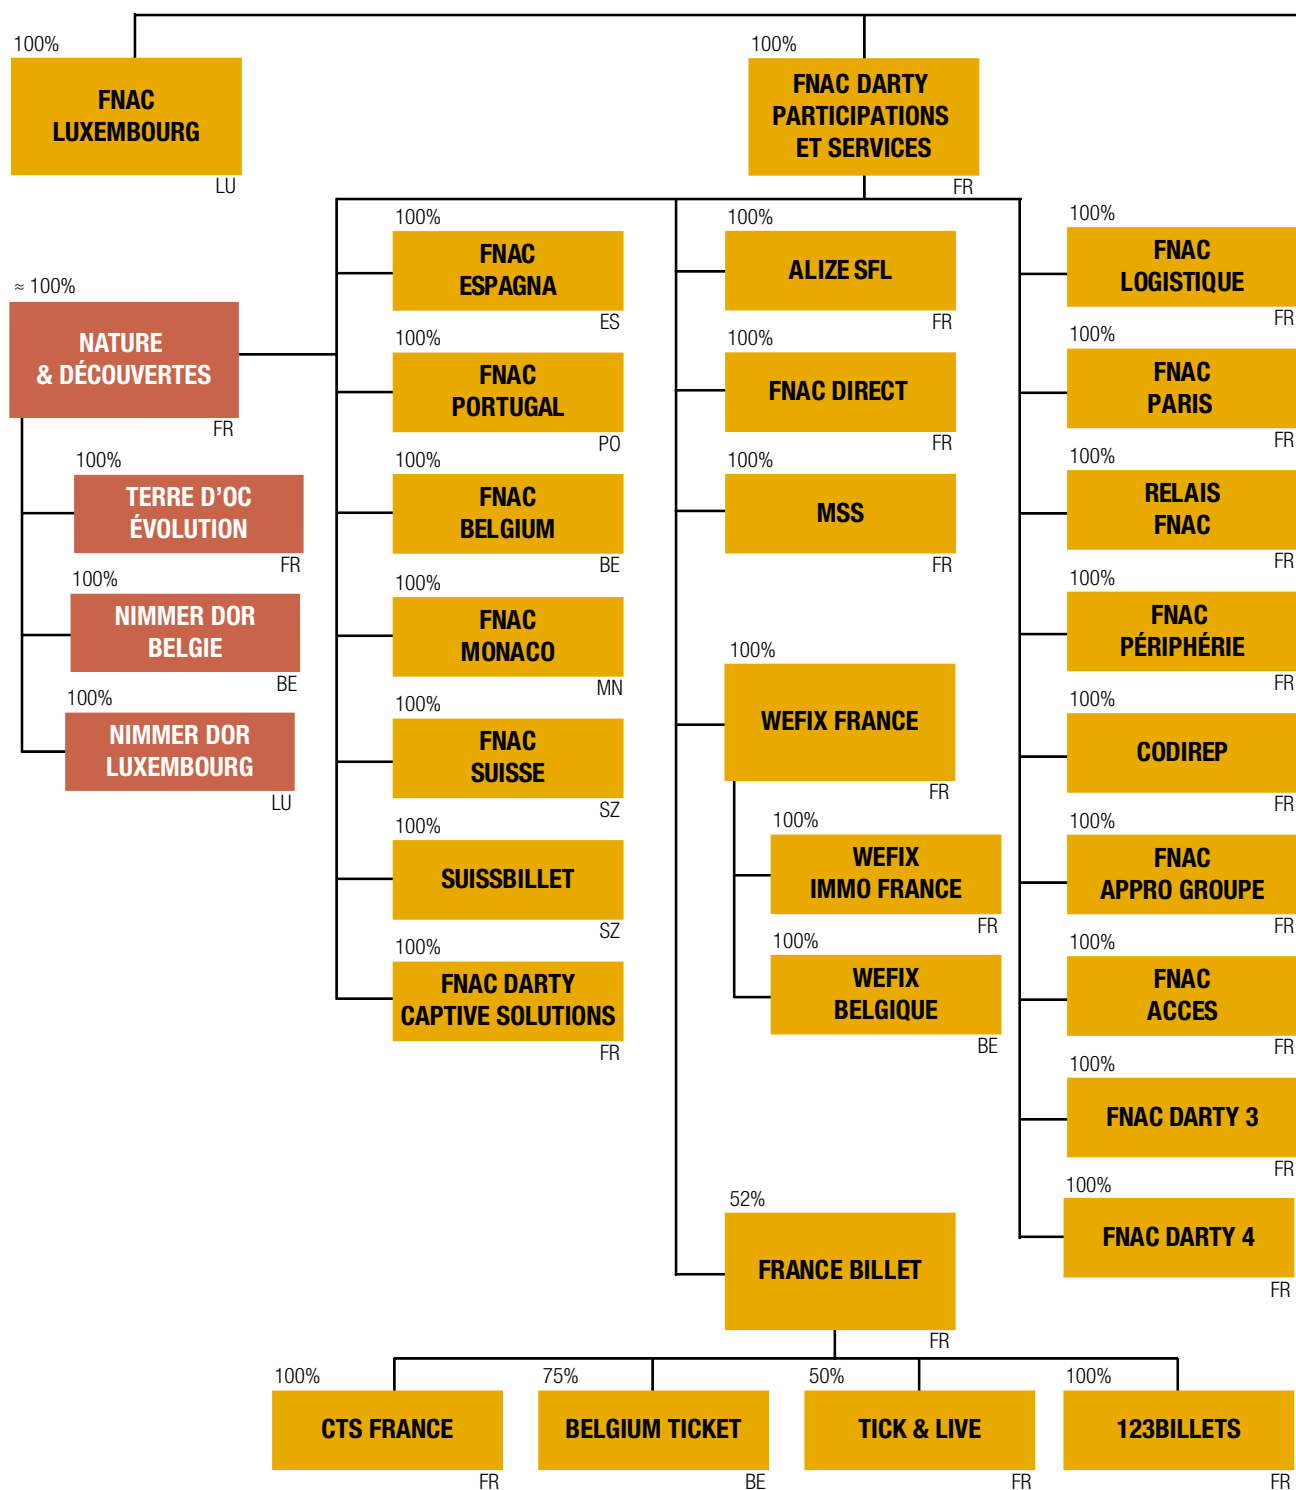 100%
FNAC
LUXEMBOURG
LU
100%
FNAC DARTY
PARTICIPATIONS
ET SERVICES
FR
≈ 100%
NATURE
& DÉCOUVERTES
FR
100%
TERRE D’OC
ÉVOLUTION
FR
100%
NIMMER DOR
BELGIE
BE
100%
NIMMER DOR
LUXEMBOURG
LU
100%
FNAC
ESPAGNA
ES
100%
FNAC
PORTUGAL
PO
100%
FNAC
BELGIUM
BE
100%
FNAC
MONACO
MN
100%
FNAC
SUISSE
SZ
100%
SUISSBILLET
SZ
100%
FNAC DARTY
CAPTIVE SOLUTIONS
FR
100%
ALIZE SFL
FR
100%
FNAC DIRECT
FR
100%
MSS
FR
100%
WEFIX FRANCE
FR
100%
WEFIX
IMMO FRANCE
FR
100%
WEFIX
BELGIQUE
BE
52%
FRANCE BILLET
FR
100%
FNAC
LOGISTIQUE
FR
100%
FNAC
PARIS
FR
100%
RELAIS
FNAC
FR
100%
FNAC
PÉRIPHÉRIE
FR
100%
CODIREP
FR
100%
FNAC
APPRO GROUPE
FR
100%
FNAC
ACCES
FR
100%
FNAC DARTY 3
FR
100%
FNAC DARTY 4
FR
100%
CTS FRANCE
FR
75%
BELGIUM TICKET
BE
50%
TICK & LIVE
FR
100%
123BILLETS
FR